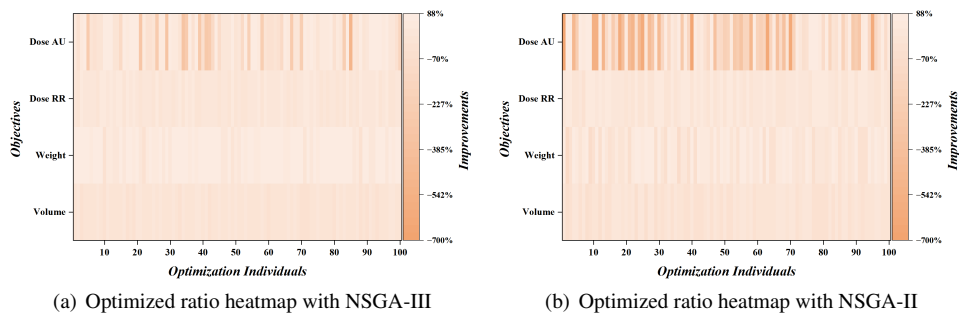 Objectives
Dose AU
Dose RR
Weight
Volume
10 20 30 40 50 60 70 80 90 100
Optimization Individuals
88%
-70%
-227%
-385%
-542%
-700%
Improvements
(a) Optimized ratio heatmap with NSGA-III
Objectives
Dose AU
Dose RR
Weight
Volume
10 20 30 40 50 60 70 80 90 100
Optimization Individuals
88%
-70%
-227%
-385%
-542%
-700%
Improvements
(b) Optimized ratio heatmap with NSGA-II